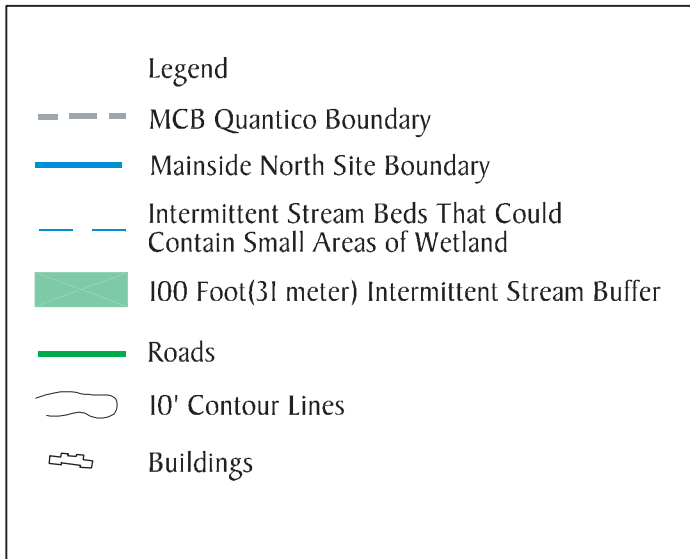 Legend
MCB Quantico Boundary
Mainside North Site Boundary
Intermittent Stream Beds That Could
Contain Small Areas of Wetland
100 Foot(31 meter) Intermittent Stream Buffer
Roads
10' Contour Lines
Buildings